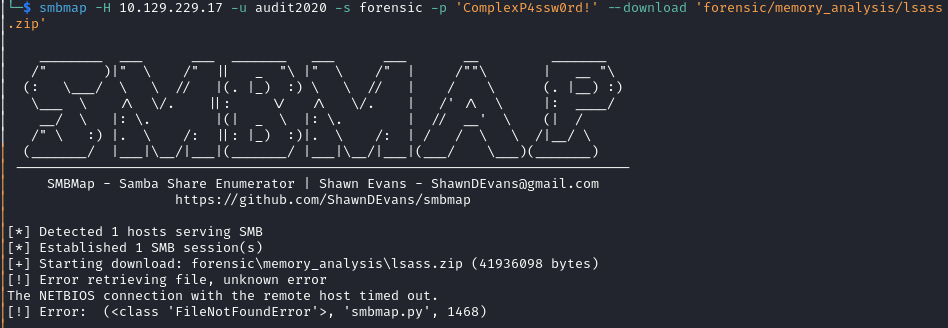 └─$ smbmap -H 10.129.229.17 -u audit2020 -s forensic -p 'ComplexP4ssw0rd!' --download 'forensic/memory_analysis/lsass
.zip'
SMBMAP
SMBMap - Samba Share Enumerator | Shawn Evans - ShawnDEvans@gmail.com
https://github.com/ShawnDEvans/smbmap
[*] Detected 1 hosts serving SMB
[*] Established 1 SMB session(s)
[+] Starting download: forensic\memory_analysis\lsass.zip (41936098 bytes)
[!] Error retrieving file, unknown error
The NETBIOS connection with the remote host timed out.
[!] Error:  (<class 'FileNotFoundError'>, 'smbmap.py', 1468)